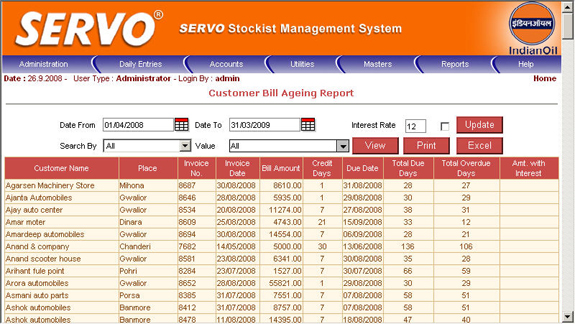 SERVO®
SERVO Stockist Management System
इंडियनऑयल
IndianOil
Administration Daily Entries Accounts Utilities Masters Reports Help
Date : 26.9.2008 - User Type : Administrator - Login By : admin Home
Customer Bill Ageing Report
Date From 01/04/2008 Date To 31/03/2009 Interest Rate 12 Update
Search By All Value All View Print Excel
Customer Name Place Invoice No. Invoice Date Bill Amount Credit Days Due Date Total Due Days Total Overdue Days Amt. with Interest
Agarsen Machinery Store Mihona 8687 30/08/2008 8610.00 1 31/08/2008 28 27
Ajanta Automobiles Gwalior 8646 28/08/2008 5935.00 1 29/08/2008 30 29
Ajay auto center Gwalior 8534 20/08/2008 11274.00 7 27/08/2008 38 31
Amar moter Dinara 8609 25/08/2008 4743.00 21 15/09/2008 33 12
Amardeep automobiles Gwalior 8694 30/08/2008 14554.00 7 06/09/2008 28 21
Anand & company Chanderi 7682 14/05/2008 5000.00 30 13/06/2008 136 106
Anand scooter house Gwalior 8581 23/08/2008 6341.00 7 30/08/2008 35 28
Arihant fule point Pohri 8284 23/07/2008 1527.00 7 30/07/2008 66 59
Arora automobiles Gwalior 8652 28/08/2008 55821.00 1 29/08/2008 30 29
Asmani auto parts Porsa 8385 31/07/2008 7551.00 7 07/08/2008 58 51
Ashok automobiles Banmore 8412 31/07/2008 8757.00 7 07/08/2008 58 51
Ashok automobiles Banmore 8478 11/08/2008 14395.00 7 18/08/2008 47 40